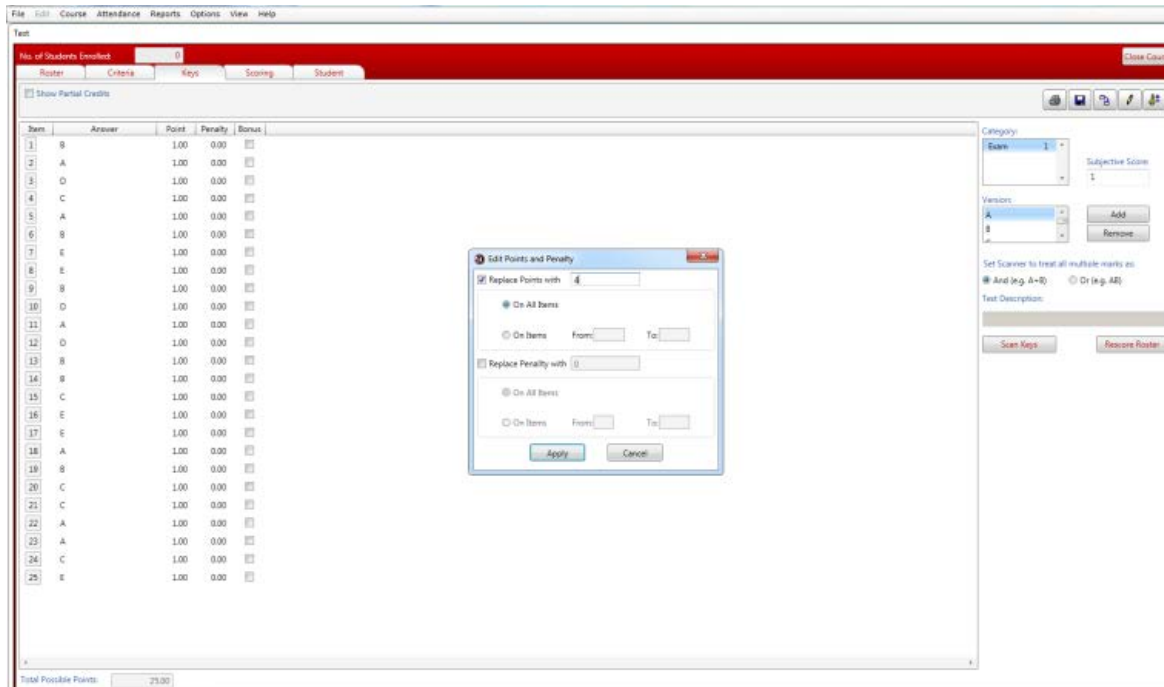 File Edit Course Attendance Reports Options View Help
Test
No. of Students Enrolled: 0
Close Cour
Roster Criteria Keys Scoring Student
Show Partial Credits
Item Answer Point Penalty Bonus
1 B 1.00 0.00
2 A 1.00 0.00
3 D 1.00 0.00
4 C 1.00 0.00
5 A 1.00 0.00
6 B 1.00 0.00
7 E 1.00 0.00
8 E 1.00 0.00
9 B 1.00 0.00
10 D 1.00 0.00
11 A 1.00 0.00
12 D 1.00 0.00
13 B 1.00 0.00
14 B 1.00 0.00
15 C 1.00 0.00
16 E 1.00 0.00
17 E 1.00 0.00
18 A 1.00 0.00
19 B 1.00 0.00
20 C 1.00 0.00
21 C 1.00 0.00
22 A 1.00 0.00
23 A 1.00 0.00
24 C 1.00 0.00
25 E 1.00 0.00
Total Possible Points: 25.00
Edit Points and Penalty
Replace Points with 4
On All Items
On Items From: To:
Replace Penality with 0
On All Items
On Items From: To:
Apply Cancel
Category:
Exam 1
Subjective Score:
1
Version:
A
B
Add
Remove
Set Scanner to treat all multiple marks as:
And (e.g. A+B) Or (e.g. AB)
Test Description:
Scan Keys Rescore Roster